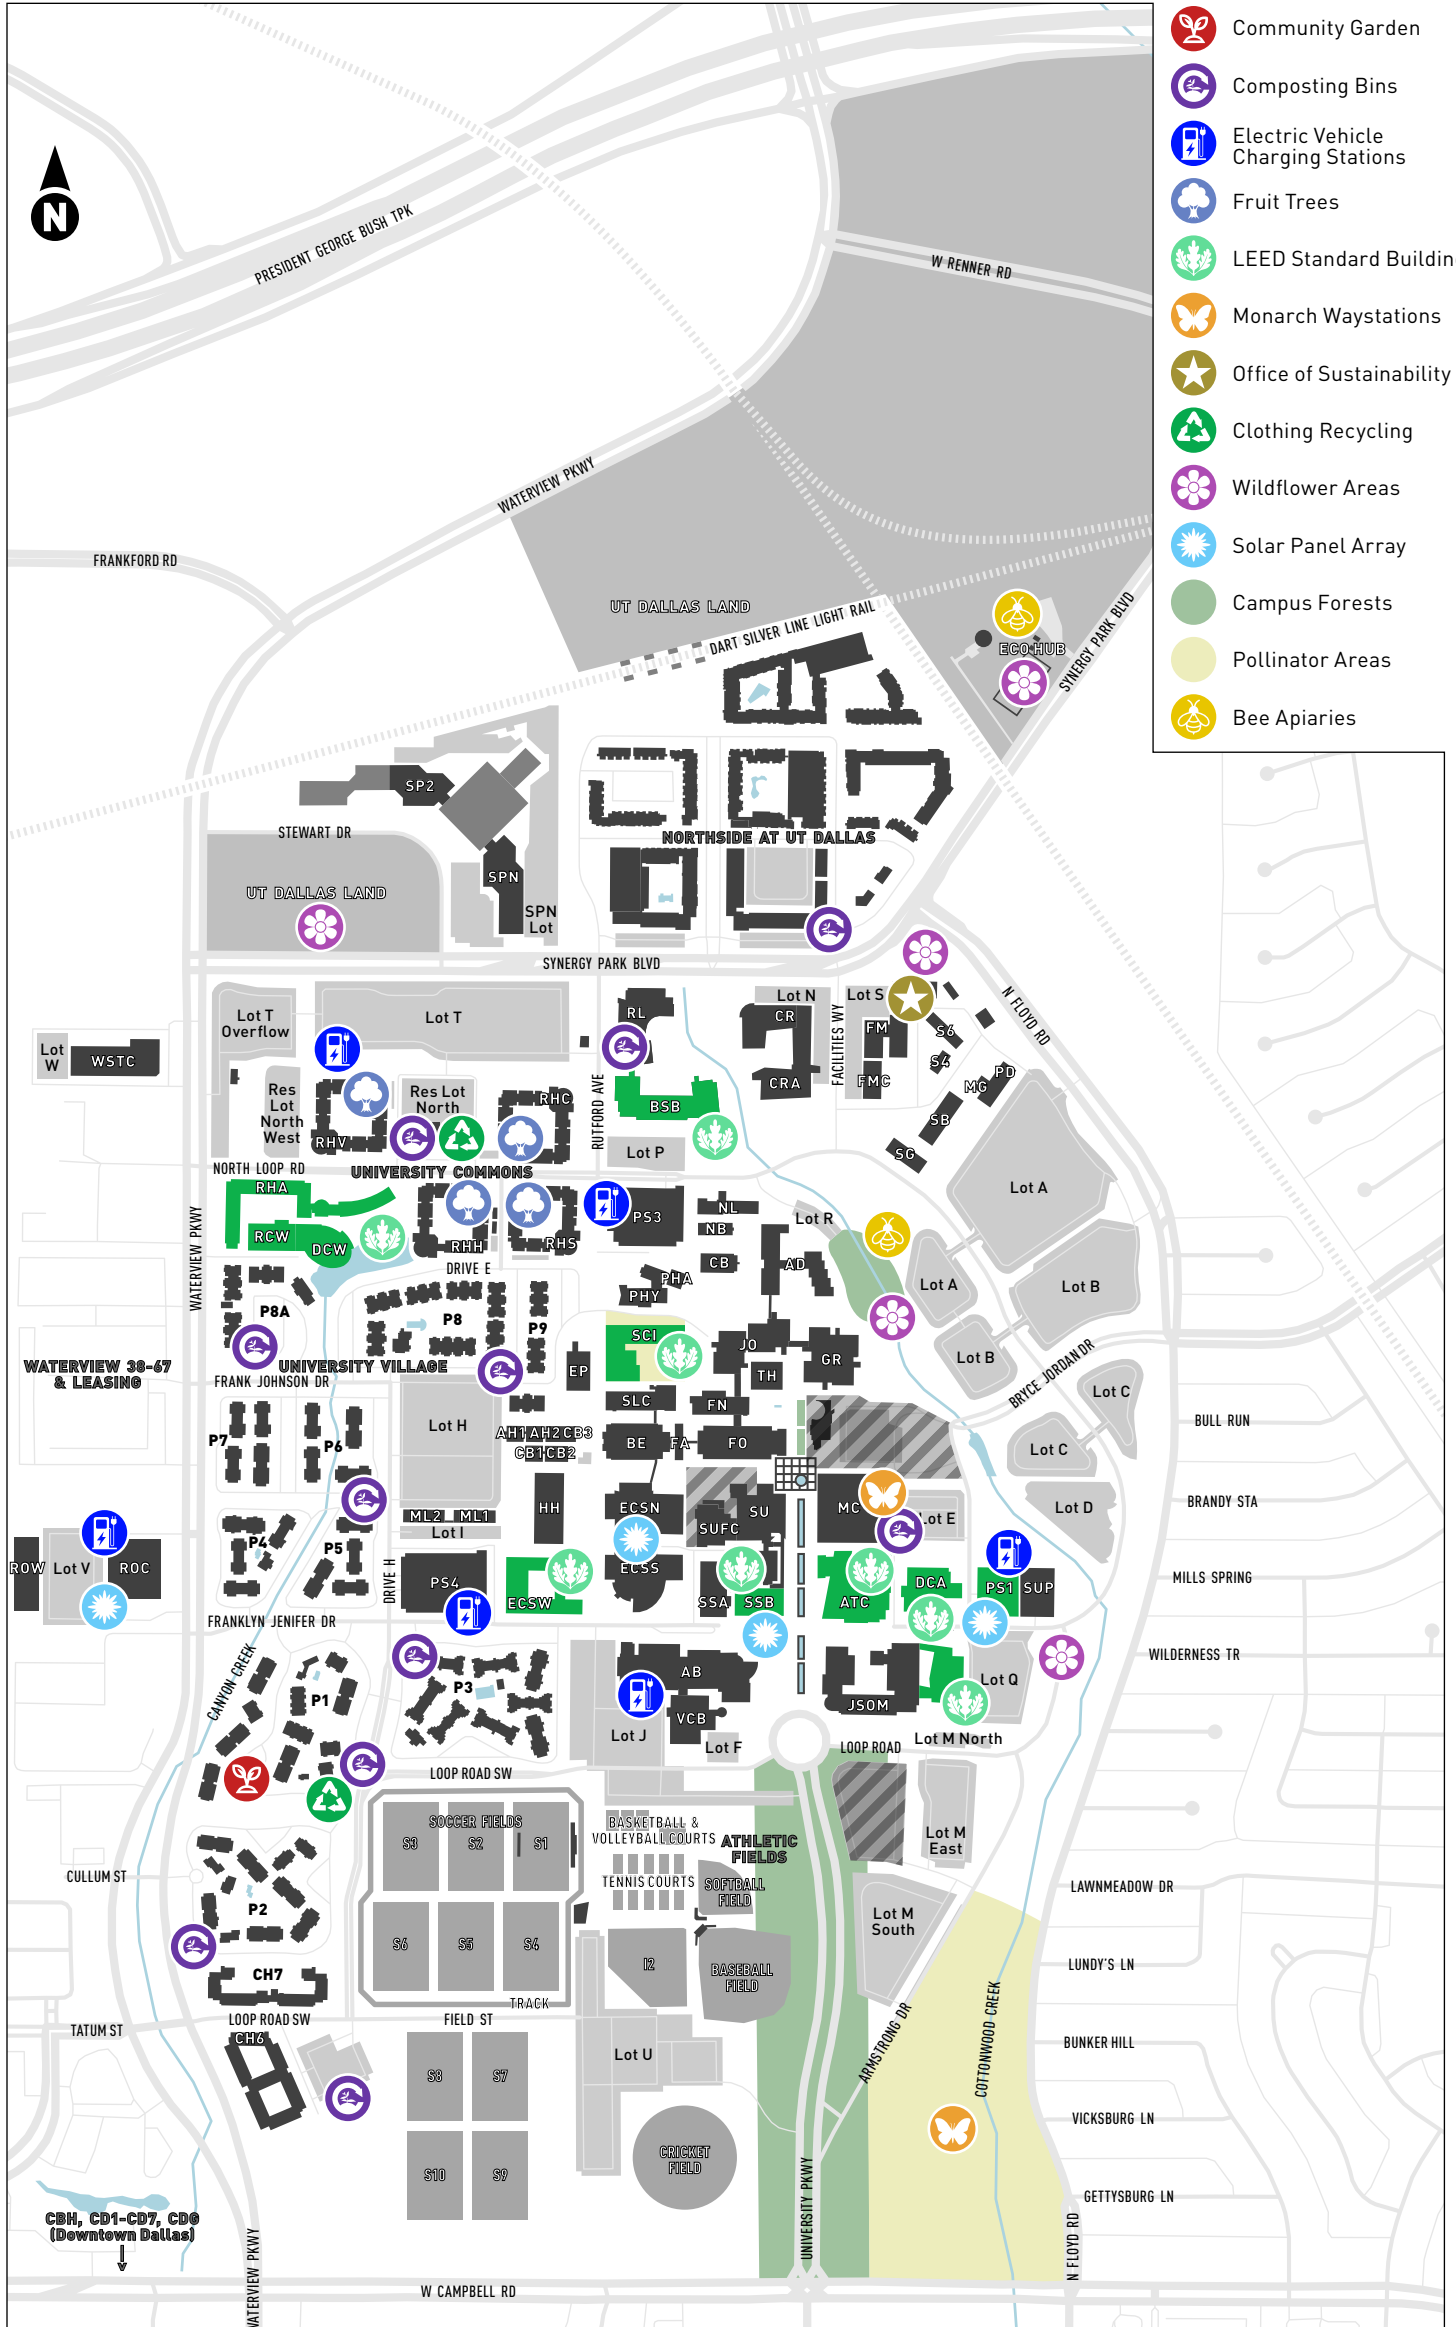 Community Garden
Composting Bins
Electric Vehicle
Charging Stations
Fruit Trees
LEED Standard Buildin
Monarch Waystations
Office of Sustainability
Clothing Recycling
Wildflower Areas
Solar Panel Array
Campus Forests
Pollinator Areas
Bee Apiaries
N
PRESIDENT GEORGE BUSH TPK
W RENNER RD
WATERVIEW PKWY
FRANKFORD RD
UT DALLAS LAND
DART SILVER LINE LIGHT RAIL
ECO HUB
SYNERGY PARK BLVD
SP2
STEWART DR
NORTHSIDE AT UT DALLAS
SPN
UT DALLAS LAND
SPN
Lot
SYNERGY PARK BLVD
Lot T
Overflow
Lot T
RL
Lot N
CR
Lot S
FM
S6
N FLOYD RD
Lot
W
WSTC
FACILITIES WY
S4
PD
MG
Res
Lot
North
West
Res Lot
North
RHC
RUTFORD AVE
BSB
CRA
FMC
SB
RHV
SG
Lot P
NORTH LOOP RD
UNIVERSITY COMMONS
RHA
Lot A
RCW
DCW
RHH
RHS
PS3
NL
NB
Lot R
WATERVIEW PKWY
DRIVE E
CB
AD
PHA
PHY
Lot A
Lot B
P8A
P8
P9
SCI
JO
GR
Lot B
BRYCE JORDAN DR
WATERVIEW 38-67
& LEASING
UNIVERSITY VILLAGE
FRANK JOHNSON DR
EP
TH
Lot C
SLC
FN
BULL RUN
Lot H
P7
P6
AH1 AH2 CB3
CB1 CB2
BE
FA
FO
Lot C
HH
ECSN
SU
SUFC
MC
Lot E
Lot D
BRANDY STA
ML2
ML1
Lot I
P4
P5
ROW
Lot V
ROC
DRIVE H
PS4
ECSW
ECSS
SSA
SSB
ATC
DCA
PS1
SUP
MILLS SPRING
FRANKLYN JENIFER DR
CANYON CREEK
P1
P3
AB
VCB
JSOM
Lot Q
WILDERNESS TR
Lot J
Lot F
LOOP ROAD
Lot M North
LOOP ROAD SW
SOCCER FIELDS
S3
S2
S1
BASKETBALL &
VOLLEYBALL COURTS
ATHLETIC
FIELDS
Lot M
East
CULLUM ST
TENNIS COURTS
SOFTBALL
FIELD
LAWNMEADOW DR
P2
Lot M
South
S6
S5
S4
I2
BASEBALL
FIELD
LUNDY'S LN
CH7
TRACK
LOOP ROAD SW
FIELD ST
TATUM ST
CH6
Lot U
ARMSTRONG DR
COTTONWOOD CREEK
BUNKER HILL
S8
S7
VICKSBURG LN
CRICKET
FIELD
S10
S9
GETTYSBURG LN
CBH, CD1-CD7, CDG
(Downtown Dallas)
WATERVIEW PKWY
UNIVERSITY PKWY
N FLOYD RD
W CAMPBELL RD